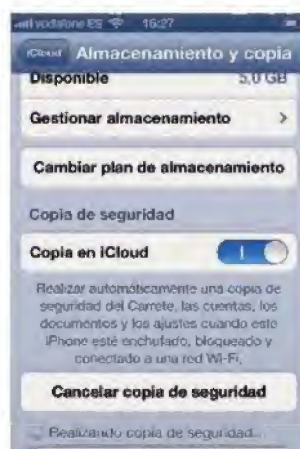 vodafone ES 16:27
iCloud Almacenamiento y copia
Disponible 5,0 GB
Gestionar almacenamiento >
Cambiar plan de almacenamiento
Copia de seguridad
Copia en iCloud
Realizar automáticamente una copia de
seguridad del Carrete, las cuentas, los
documentos y los ajustes cuando este
iPhone esté enchufado, bloqueado y
conectado a una red Wi-Fi.
Cancelar copia de seguridad
Realizando copia de seguridad...